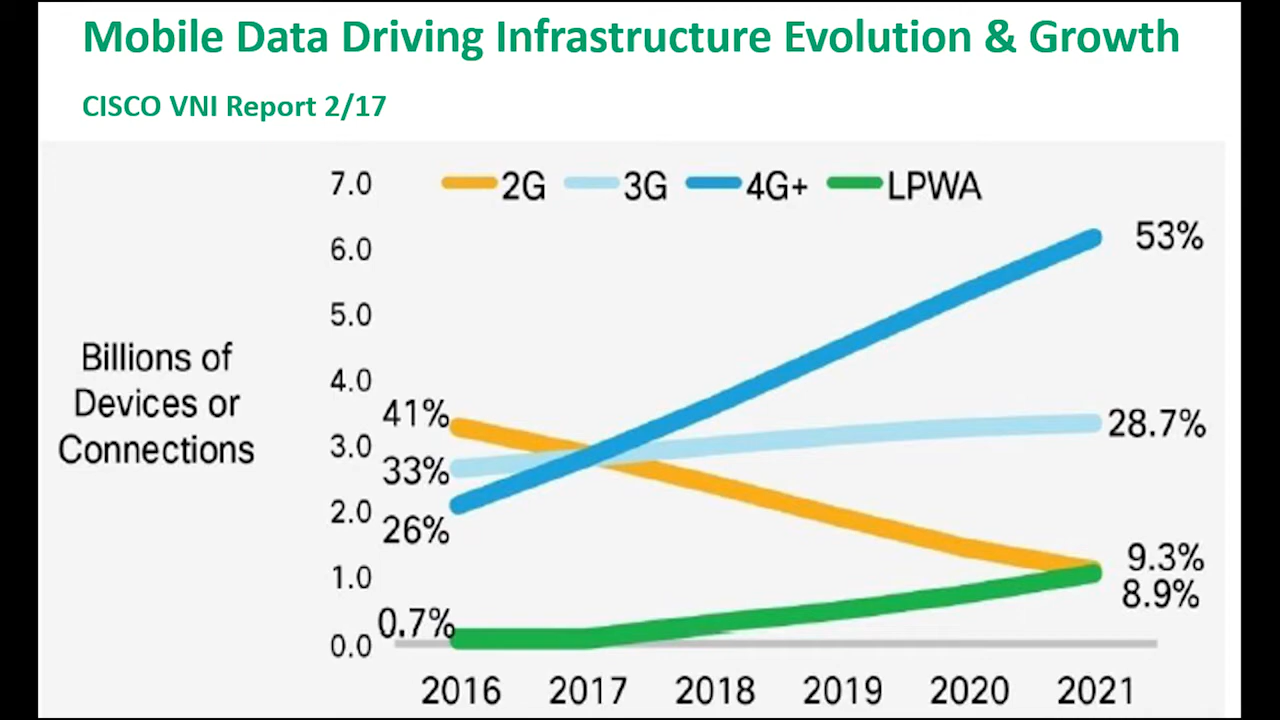 Mobile Data Driving Infrastructure Evolution & Growth
CISCO VNI Report 2/17
7.0
2G
3G
4G+
LPWA
6.0
5.0
4.0
3.0
2.0
1.0
0.0
Billions of
Devices or
Connections
41%
33%
26%
0.7%
53%
28.7%
9.3%
8.9%
2016
2017
2018
2019
2020
2021